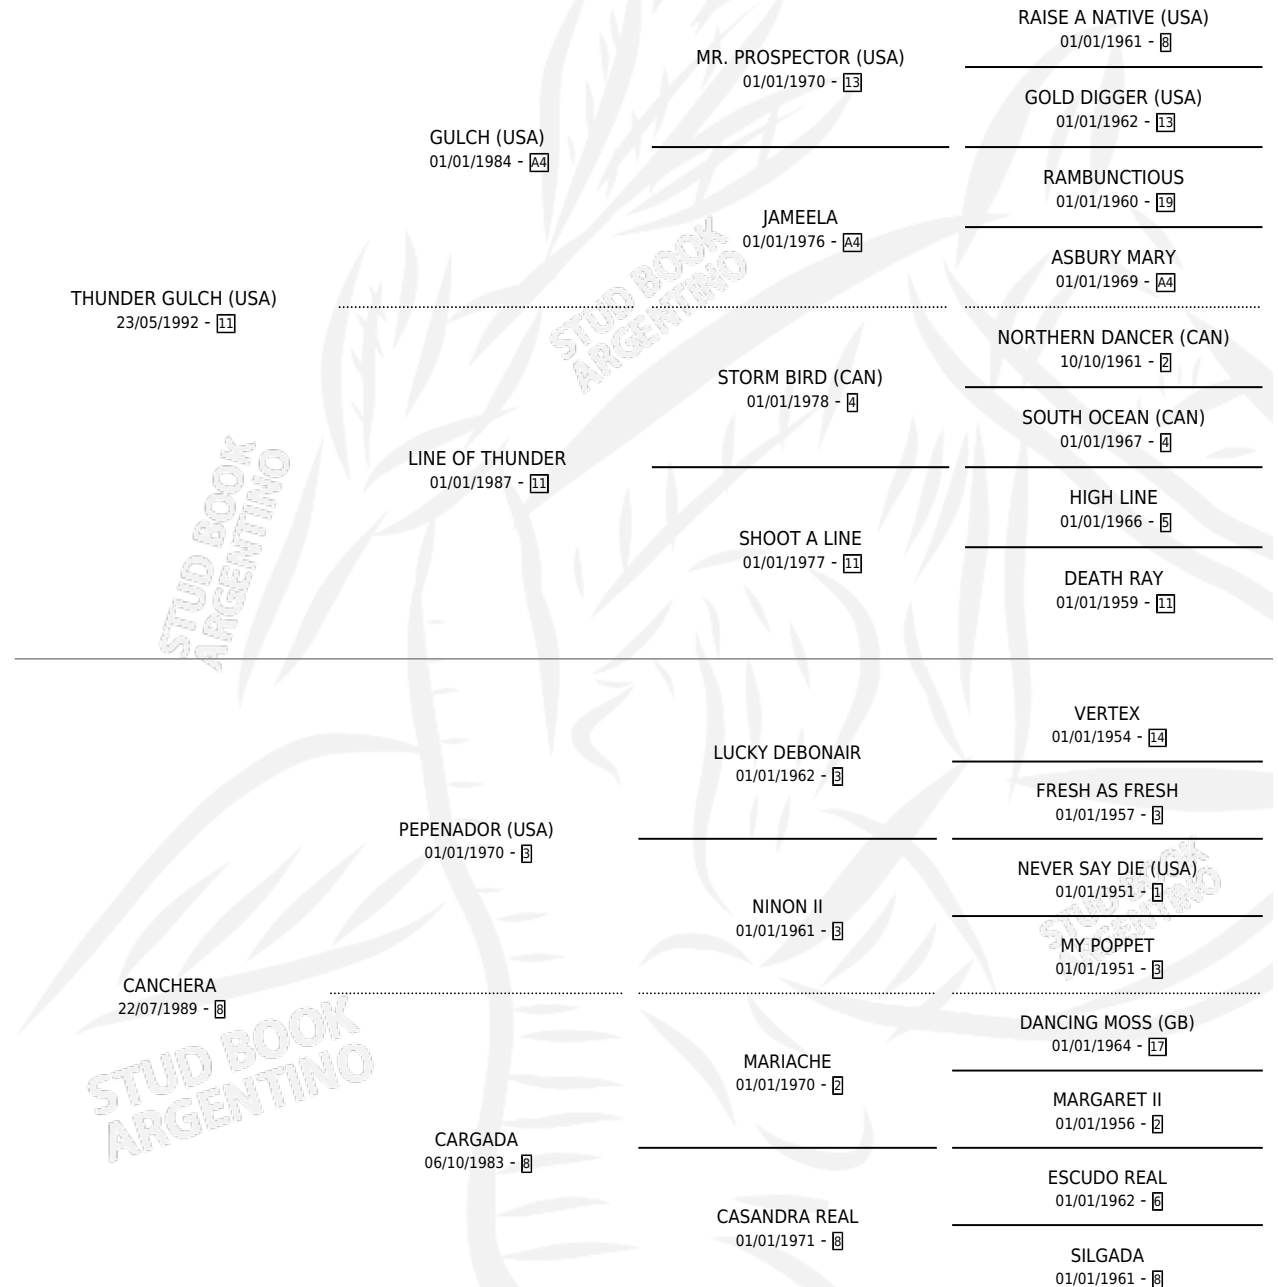 RAISE A NATIVE (USA)
01/01/1961 - 8
MR. PROSPECTOR (USA)
01/01/1970 - 13
GOLD DIGGER (USA)
01/01/1962 - 13
GULCH (USA)
01/01/1984 - A4
RAMBUNCTIOUS
01/01/1960 - 19
JAMEELA
01/01/1976 - A4
ASBURY MARY
01/01/1969 - A4
THUNDER GULCH (USA)
23/05/1992 - 11
NORTHERN DANCER (CAN)
10/10/1961 - 2
STORM BIRD (CAN)
01/01/1978 - 4
SOUTH OCEAN (CAN)
01/01/1967 - 4
LINE OF THUNDER
01/01/1987 - 11
HIGH LINE
01/01/1966 - 5
SHOOT A LINE
01/01/1977 - 11
DEATH RAY
01/01/1959 - 11
VERTEX
01/01/1954 - 14
LUCKY DEBONAIR
01/01/1962 - 3
FRESH AS FRESH
01/01/1957 - 3
PEPENADOR (USA)
01/01/1970 - 3
NEVER SAY DIE (USA)
01/01/1951 - 1
NINON II
01/01/1961 - 3
MY POPPET
01/01/1951 - 3
CANCHERA
22/07/1989 - 8
DANCING MOSS (GB)
01/01/1964 - 17
MARIACHE
01/01/1970 - 2
MARGARET II
01/01/1956 - 2
CARGADA
06/10/1983 - 8
ESCUDO REAL
01/01/1962 - 6
CASANDRA REAL
01/01/1971 - 8
SILGADA
01/01/1961 - 8
STUD BOOK
ARGENTINO
STUD BOOK
ARGENTINO
STUD BOOK
ARGENTINO
STUD BOOK
ARGENTINO